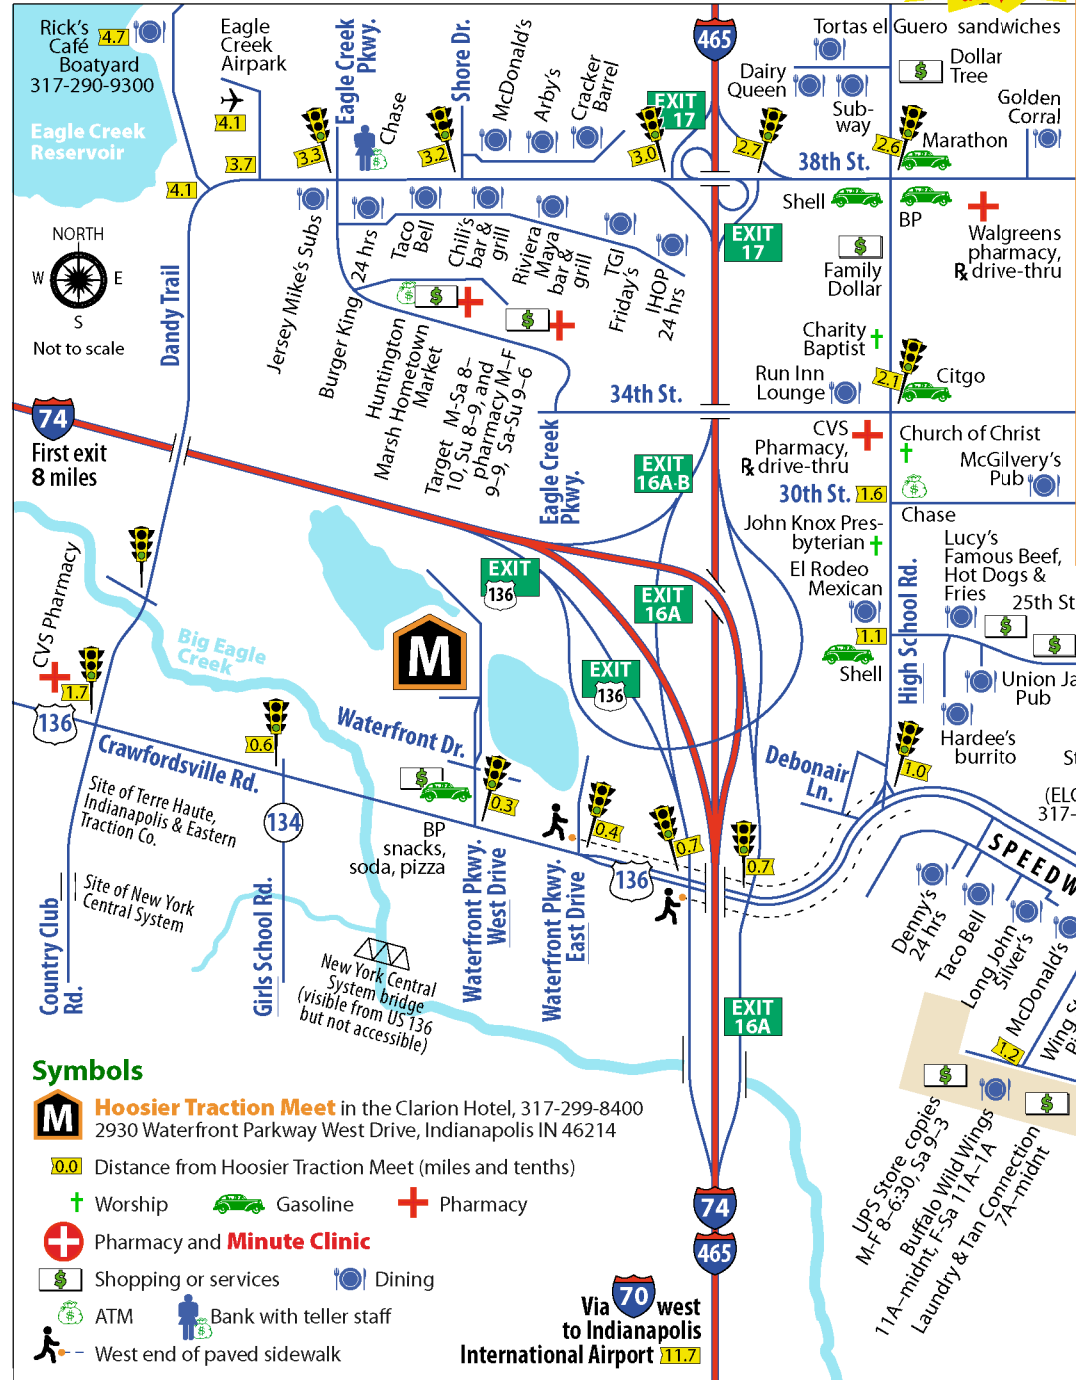 Rick's
Café
Boatyard
317-290-9300
4.7
Eagle Creek
Reservoir
Eagle
Creek
Airpark
4.1
3.7
4.1
3.3
Eagle Creek
Pkwy.
Chase
3.2
Shore Dr.
McDonald's
Arby's
Cracker
Barrel
3.0
EXIT
17
465
2.7
Tortas el Guero sandwiches
Dairy
Queen
Sub-
way
38th St.
Dollar
Tree
Golden
Corral
2.6
Marathon
Shell
BP
Walgreens
pharmacy,
℞ drive-thru
EXIT
17
Family
Dollar
Charity
Baptist
Run Inn
Lounge
2.1
Citgo
NORTH
W
E
S
Not to scale
Dandy Trail
Jersey Mike's Subs
Burger King 24 hrs
Taco
Bell
Chili's
bar &
grill
Riviera
Maya
bar &
grill
TGI
Friday's
IHOP
24 hrs
Huntington
Marsh Hometown
Market
Target M-Sa 8–
10, Su 8–9, and
pharmacy M–F
9–9, Sa-Su 9–6
34th St.
Eagle Creek
Pkwy.
74
First exit
8 miles
EXIT
16A-B
CVS
Pharmacy,
℞ drive-thru
30th St.
1.6
Church of Christ
McGilvery's
Pub
Chase
John Knox Pres-
byterian
El Rodeo
Mexican
1.1
Shell
High School Rd.
Lucy's
Famous Beef,
Hot Dogs &
Fries
25th St
Union Ja
Pub
Hardee's
burrito
EXIT
136
EXIT
16A
EXIT
136
M
CVS Pharmacy
1.7
136
Big Eagle
Creek
0.6
Crawfordsville Rd.
Waterfront Dr.
Site of Terre Haute,
Indianapolis & Eastern
Traction Co.
134
Site of New York
Central System
Country Club
Rd.
Girls School Rd.
BP
snacks,
soda, pizza
0.3
0.4
0.7
0.7
136
Waterfront Pkwy.
West Drive
Waterfront Pkwy.
East Drive
New York Central
System bridge
(visible from US 136
but not accessible)
Debonair
Ln.
1.0
St
(ELC
317-
SPEEDW
Denny's
24 hrs
Taco Bell
Long John
Silver's
McDonald's
Wing S
Pi
1.2
EXIT
16A
UPS Store copies
M-F 8–6:30, Sa 9–3
Buffalo Wild Wings
11A–midnt, F-Sa 11A–1A
Laundry & Tan Connection
7A–midnt
Symbols
M
Hoosier Traction Meet in the Clarion Hotel, 317-299-8400
2930 Waterfront Parkway West Drive, Indianapolis IN 46214
0.0 Distance from Hoosier Traction Meet (miles and tenths)
Worship
Gasoline
Pharmacy
Pharmacy and Minute Clinic
Shopping or services
Dining
ATM
Bank with teller staff
West end of paved sidewalk
74
465
Via 70 west
to Indianapolis
International Airport 11.7